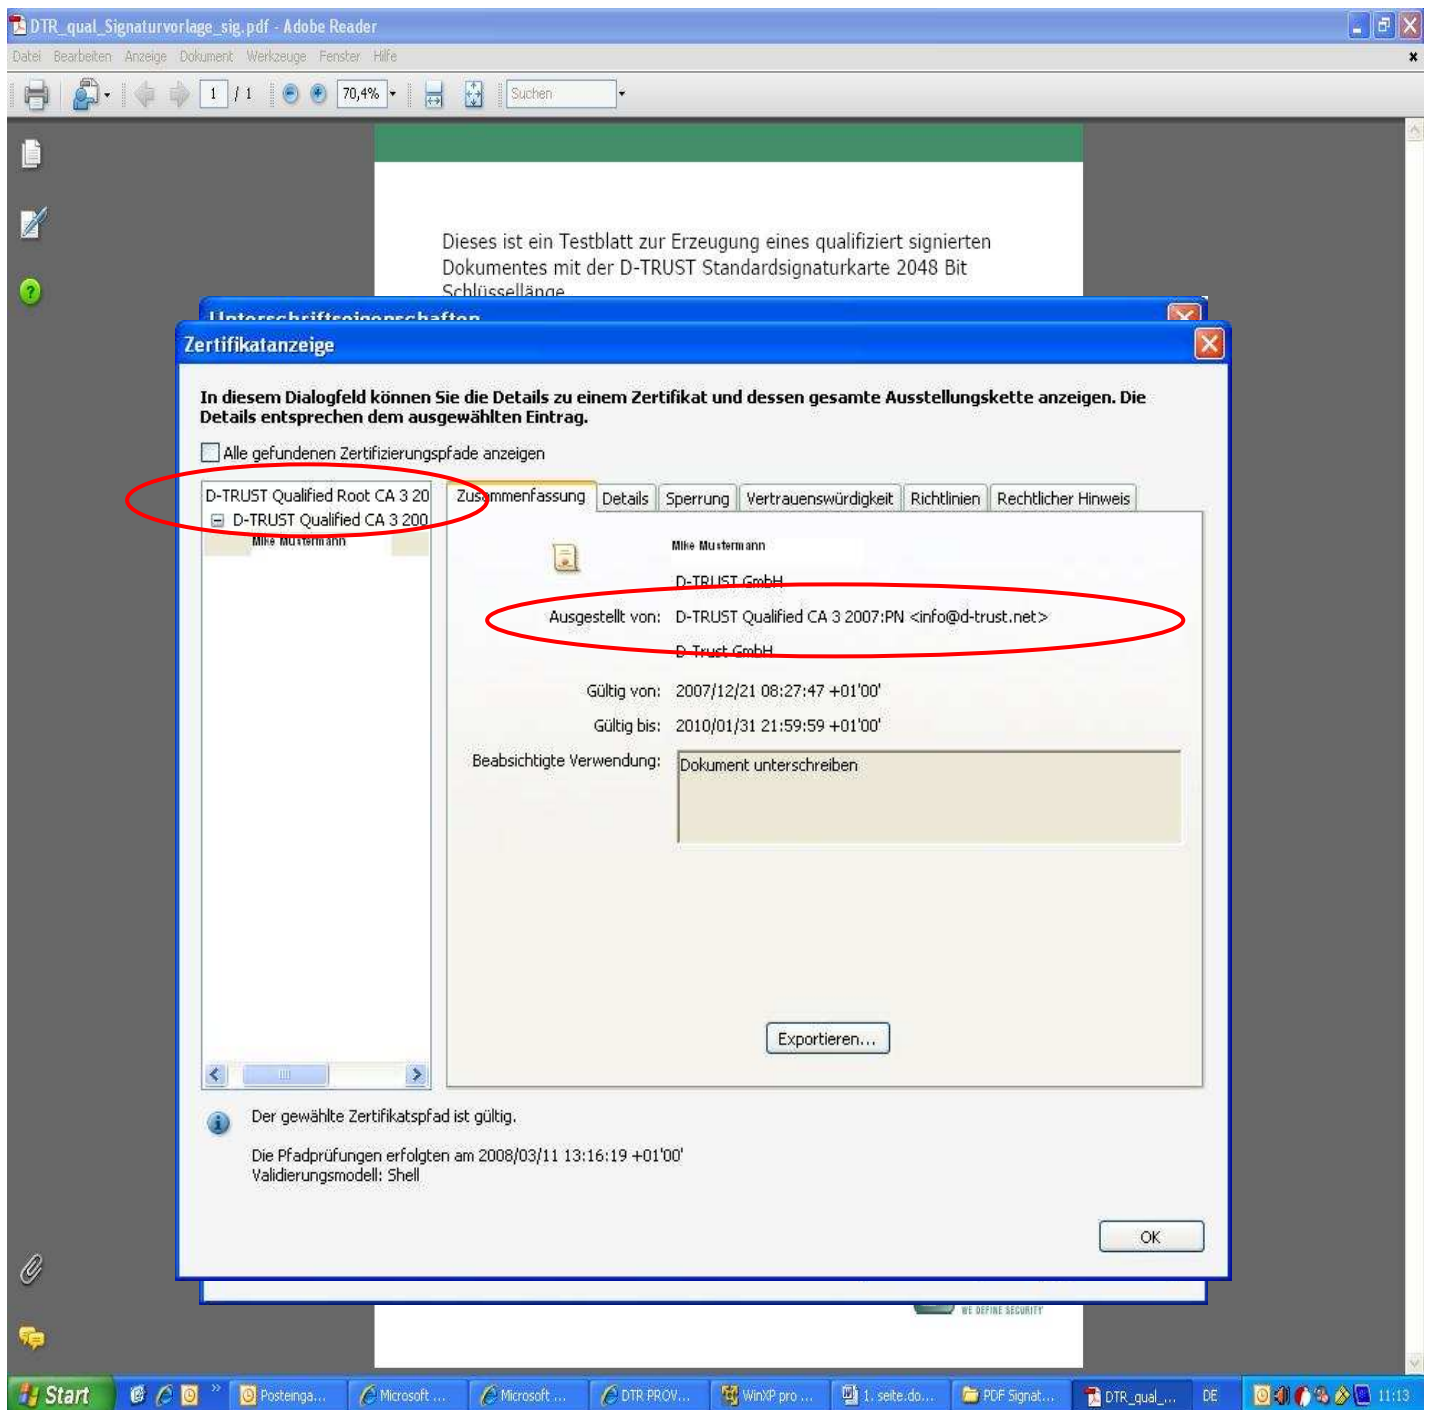 DTR_qual_Signaturvorlage_sig.pdf - Adobe Reader
Datei Bearbeiten Anzeige Dokument Werkzeuge Fenster Hilfe
1 / 1 70,4% Suchen
Dieses ist ein Testblatt zur Erzeugung eines qualifiziert signierten
Dokumentes mit der D-TRUST Standardsignaturkarte 2048 Bit
Schlüssellänge
Unterschriftseigenschaften
Zertifikatanzeige
In diesem Dialogfeld können Sie die Details zu einem Zertifikat und dessen gesamte Ausstellungskette anzeigen. Die
Details entsprechen dem ausgewählten Eintrag.
Alle gefundenen Zertifizierungspfade anzeigen
D-TRUST Qualified Root CA 3 20
D-TRUST Qualified CA 3 200
Mike Mustermann
Zusammenfassung Details Sperrung Vertrauenswürdigkeit Richtlinien Rechtlicher Hinweis
Mike Mustermann
D-TRUST GmbH
Ausgestellt von: D-TRUST Qualified CA 3 2007:PN <info@d-trust.net>
D-Trust GmbH
Gültig von: 2007/12/21 08:27:47 +01'00'
Gültig bis: 2010/01/31 21:59:59 +01'00'
Beabsichtigte Verwendung: Dokument unterschreiben
Exportieren...
Der gewählte Zertifikatspfad ist gültig.
Die Pfadprüfungen erfolgten am 2008/03/11 13:16:19 +01'00'
Validierungsmodell: Shell
OK
WE DEFINE SECURITY
Start Posteinga... Microsoft ... Microsoft ... DTR PROV... WinXP pro ... 1. seite.do... PDF Signat... DTR_qual_... DE 11:13